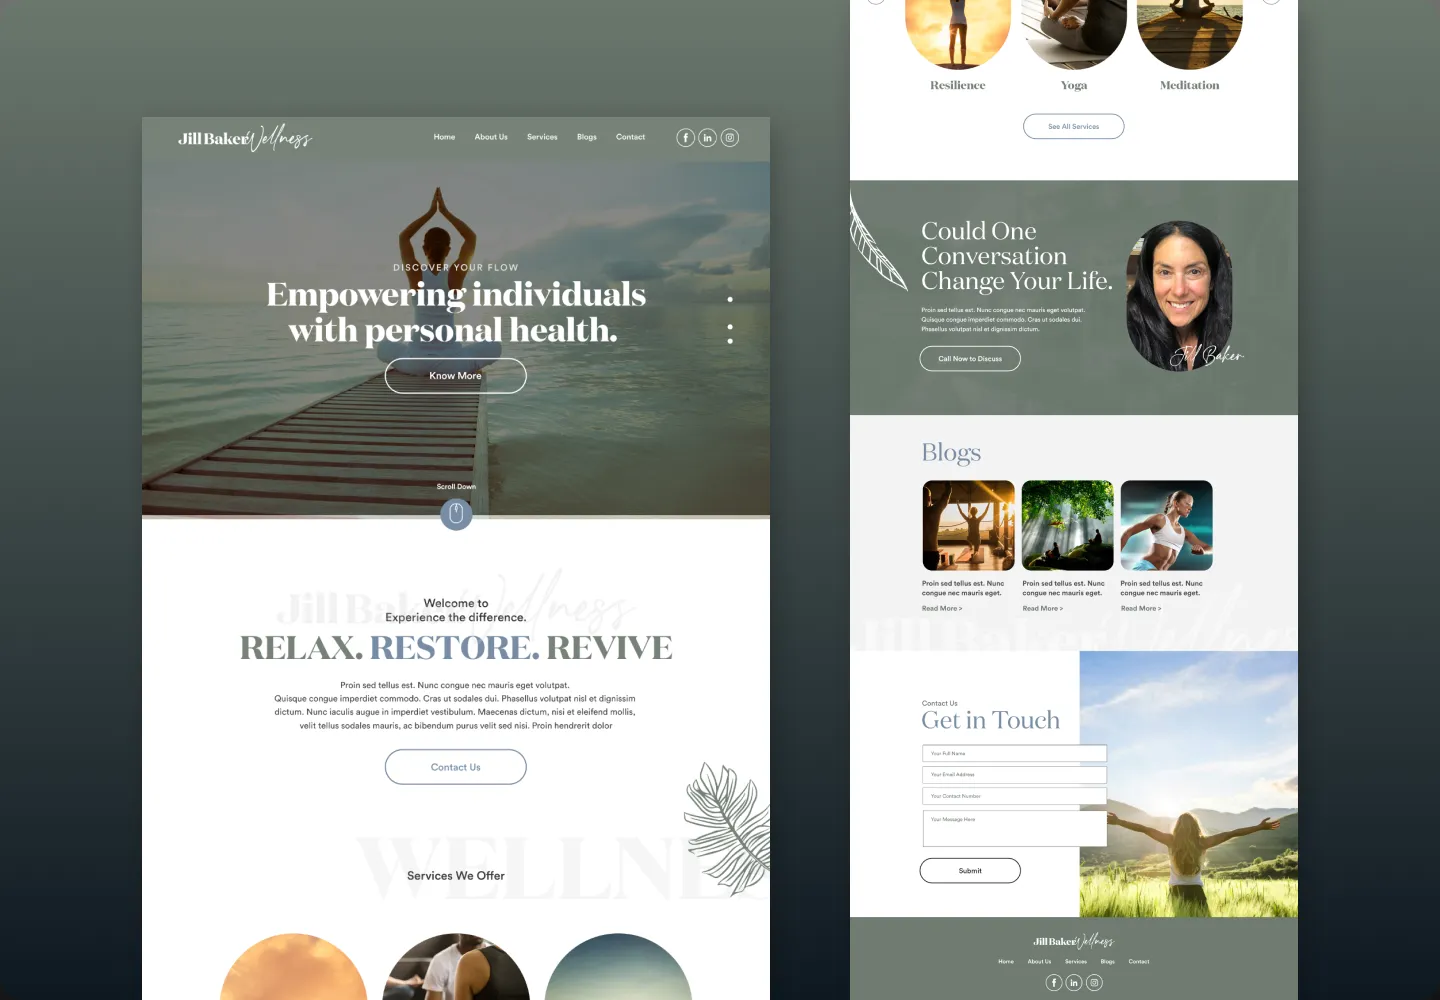 Jill Baker Wellness
Home About Us Services Blogs Contact
DISCOVER YOUR FLOW
Empowering individuals
with personal health.
Know More
Scroll Down
Jill Baker Wellness
Welcome to
Experience the difference.
RELAX. RESTORE. REVIVE
Proin sed tellus est. Nunc congue nec mauris eget volutpat.
Quisque congue imperdiet commodo. Cras ut sodales dui. Phasellus volutpat nisl et dignissim
dictum. Nunc iaculis augue in imperdiet vestibulum. Maecenas dictum, nisi et eleifend mollis,
velit tellus sodales mauris, ac bibendum purus velit sed nisi. Proin hendrerit dolor
Contact Us
WELLNE
Services We Offer
Resilience Yoga Meditation
See All Services
Could One
Conversation
Change Your Life.
Proin sed tellus est. Nunc congue nec mauris eget volutpat.
Quisque congue imperdiet commodo. Cras ut sodales dui.
Phasellus volutpat nisl et dignissim dictum.
Call Now to Discuss
Jill Baker
Blogs
Proin sed tellus est. Nunc
congue nec mauris eget.
Read More >
Proin sed tellus est. Nunc
congue nec mauris eget.
Read More >
Proin sed tellus est. Nunc
congue nec mauris eget.
Read More >
Jill Baker Wellness
Contact Us
Get in Touch
Your Full Name
Your Email Address
Your Contact Number
Your Message Here
Submit
Jill Baker Wellness
Home About Us Services Blogs Contact